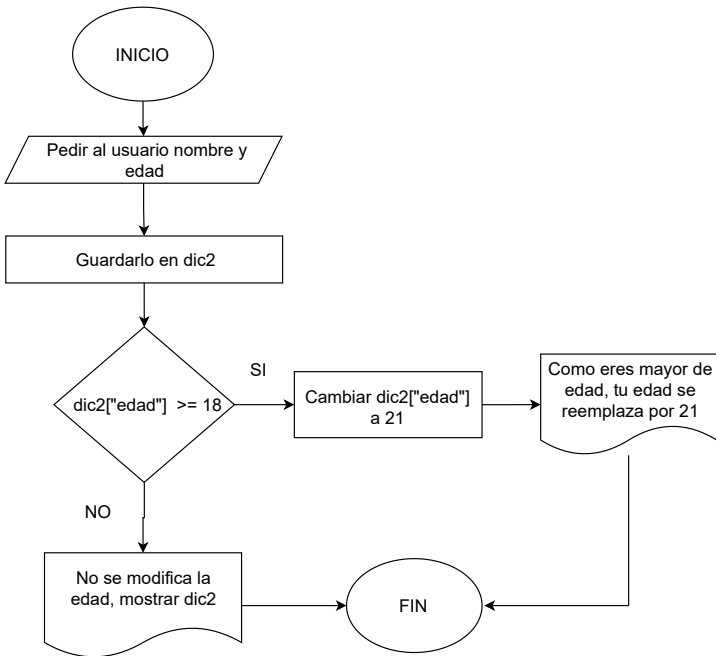 INICIO
Pedir al usuario nombre y
edad
Guardarlo en dic2
dic2["edad"] >= 18
SI
Cambiar dic2["edad"]
a 21
Como eres mayor de
edad, tu edad se
reemplaza por 21
NO
No se modifica la
edad, mostrar dic2
FIN